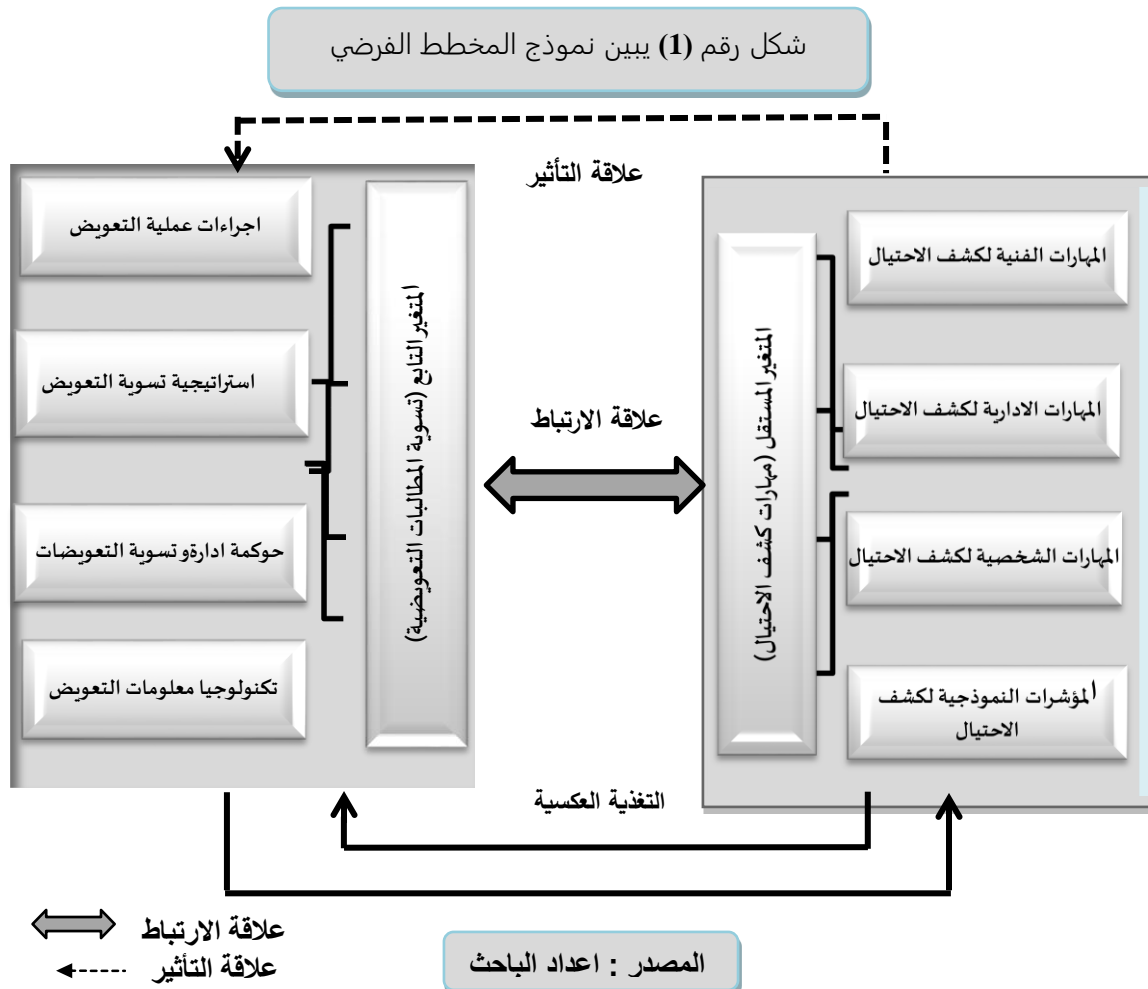 شكل رقم (1) يبين نموذج المخطط الفرضي
علاقة التأثير
المتغير المستقل (مهارات كشف الاحتيال)
المهارات الفنية لكشف الاحتيال
المهارات الادارية لكشف الاحتيال
المهارات الشخصية لكشف الاحتيال
المؤشرات النموذجية لكشف
الاحتيال
علاقة الارتباط
المتغير التابع (تسوية المطالبات التعويضية)
اجراءات عملية التعويض
استراتيجية تسوية التعويض
حوكمة ادارةو تسوية التعويضات
تكنولوجيا معلومات التعويض
التغذية العكسية
علاقة الارتباط
علاقة التأثير
المصدر : اعداد الباحث